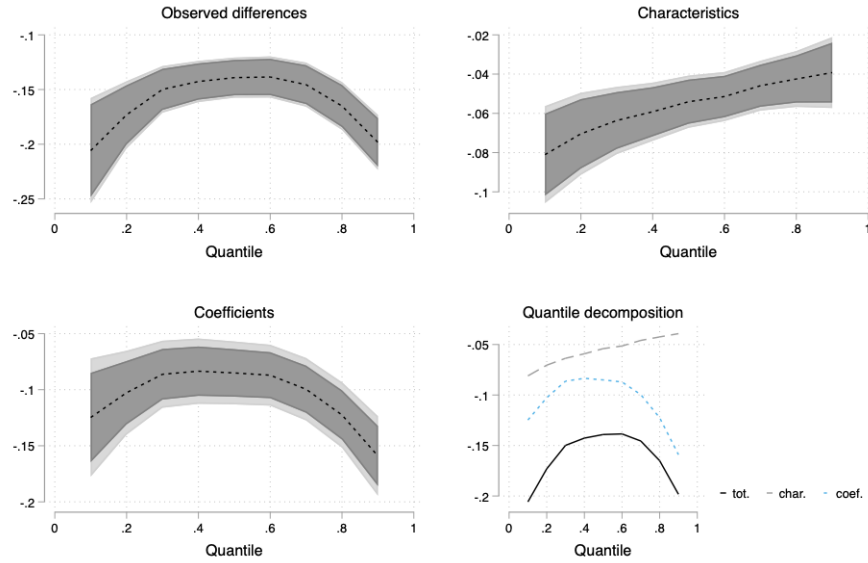 Observed differences
-.1
-.15
-.2
-.25
0 .2 .4 .6 .8 1
Quantile
Characteristics
-.02
-.04
-.06
-.08
-.1
0 .2 .4 .6 .8 1
Quantile
Coefficients
-.05
-.1
-.15
-.2
0 .2 .4 .6 .8 1
Quantile
Quantile decomposition
-.05
-.1
-.15
-.2
0 .2 .4 .6 .8 1
Quantile
tot. char. coef.